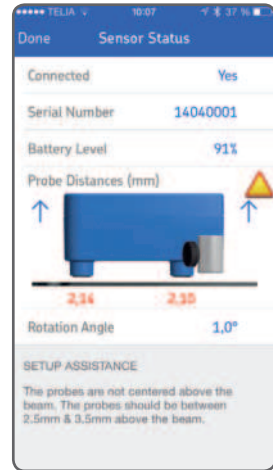 TELIA 10:07 37 %
Done Sensor Status
Connected Yes
Serial Number 14040001
Battery Level 91%
Probe Distances (mm)
2,14 2,10
Rotation Angle 1,0°
SETUP ASSISTANCE
The probes are not centered above the
beam. The probes should be between
2.5mm & 3.5mm above the beam.